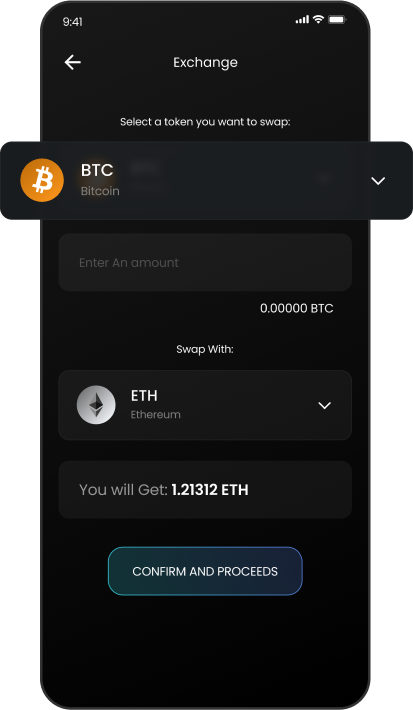 9:41
Exchange
Select a token you want to swap:
BTC
Bitcoin
Enter An amount
0.00000 BTC
Swap With:
ETH
Ethereum
You will Get: 1.21312 ETH
CONFIRM AND PROCEEDS